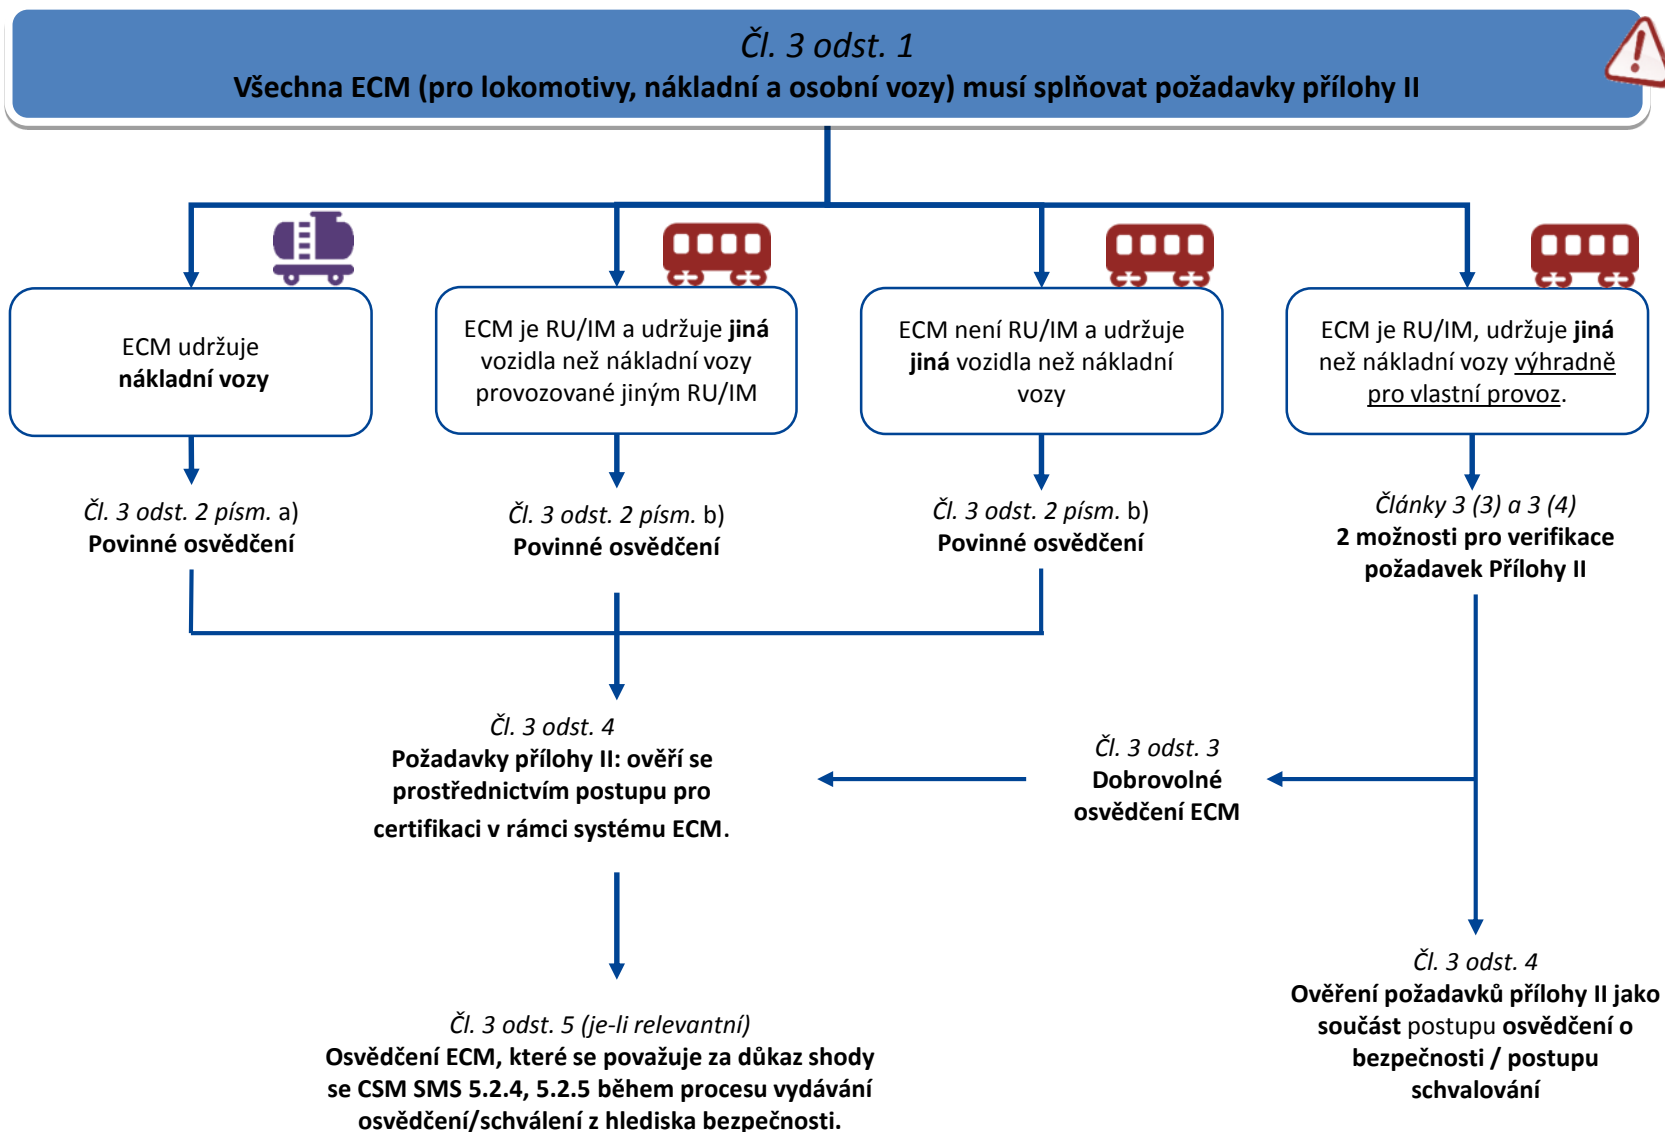 Čl. 3 odst. 1
Všechna ECM (pro lokomotivy, nákladní a osobní vozy) musí splňovat požadavky přílohy II
ECM udržuje
nákladní vozy
ECM je RU/IM a udržuje jiná
vozidla než nákladní vozy
provozované jiným RU/IM
ECM není RU/IM a udržuje
jiná vozidla než nákladní
vozy
ECM je RU/IM, udržuje jiná
než nákladní vozy výhradně
pro vlastní provoz.
Čl. 3 odst. 2 písm. a)
Povinné osvědčení
Čl. 3 odst. 2 písm. b)
Povinné osvědčení
Čl. 3 odst. 2 písm. b)
Povinné osvědčení
Články 3 (3) a 3 (4)
2 možnosti pro verifikace
požadavek Přílohy II
Čl. 3 odst. 4
Požadavky přílohy II: ověří se
prostřednictvím postupu pro
certifikaci v rámci systému ECM.
Čl. 3 odst. 3
Dobrovolné
osvědčení ECM
Čl. 3 odst. 5 (je-li relevantní)
Osvědčení ECM, které se považuje za důkaz shody
se CSM SMS 5.2.4, 5.2.5 během procesu vydávání
osvědčení/schválení z hlediska bezpečnosti.
Čl. 3 odst. 4
Ověření požadavků přílohy II jako
součást postupu osvědčení o
bezpečnosti / postupu
schvalování